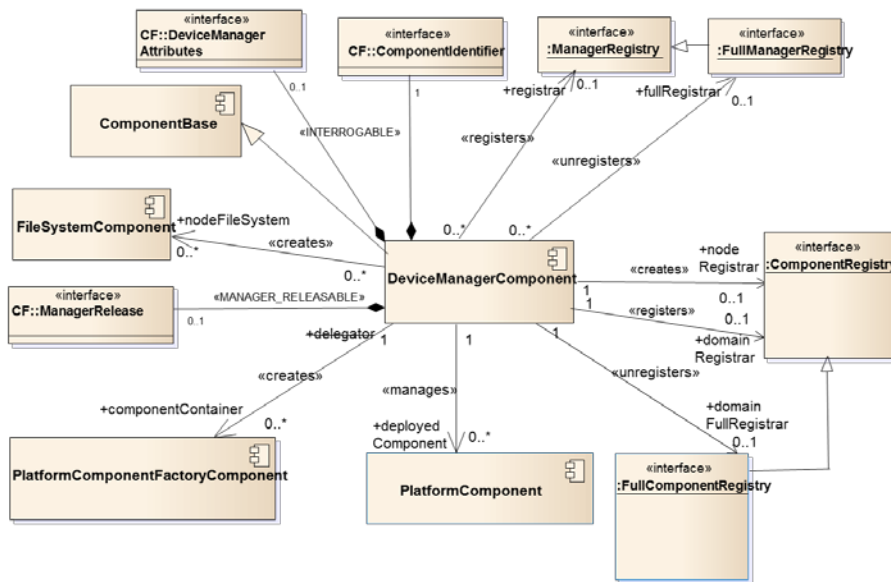 «interface»
CF::DeviceManager
Attributes
«interface»
CF::ComponentIdentifier
«interface»
:ManagerRegistry
«interface»
:FullManagerRegistry
0..1
1
+registrar
0..1
+fullRegistrar
0..1
ComponentBase
«INTERROGABLE»
«registers»
«unregisters»
FileSystemComponent
+nodeFileSystem
0..*
«creates»
0..*
0..*
0..*
DeviceManagerComponent
«interface»
:ComponentRegistry
+node
Registrar
«creates»
1
0..1
«interface»
CF::ManagerRelease
0..1
«MANAGER_RELEASABLE»
1
«registers»
0..1
+domain
Registrar
+delegator
1
1
1
«creates»
«manages»
«unregisters»
+componentContainer
0..*
+deployed
Component
0..*
+domain
FullRegistrar
0..1
PlatformComponentFactoryComponent
PlatformComponent
«interface»
:FullComponentRegistry